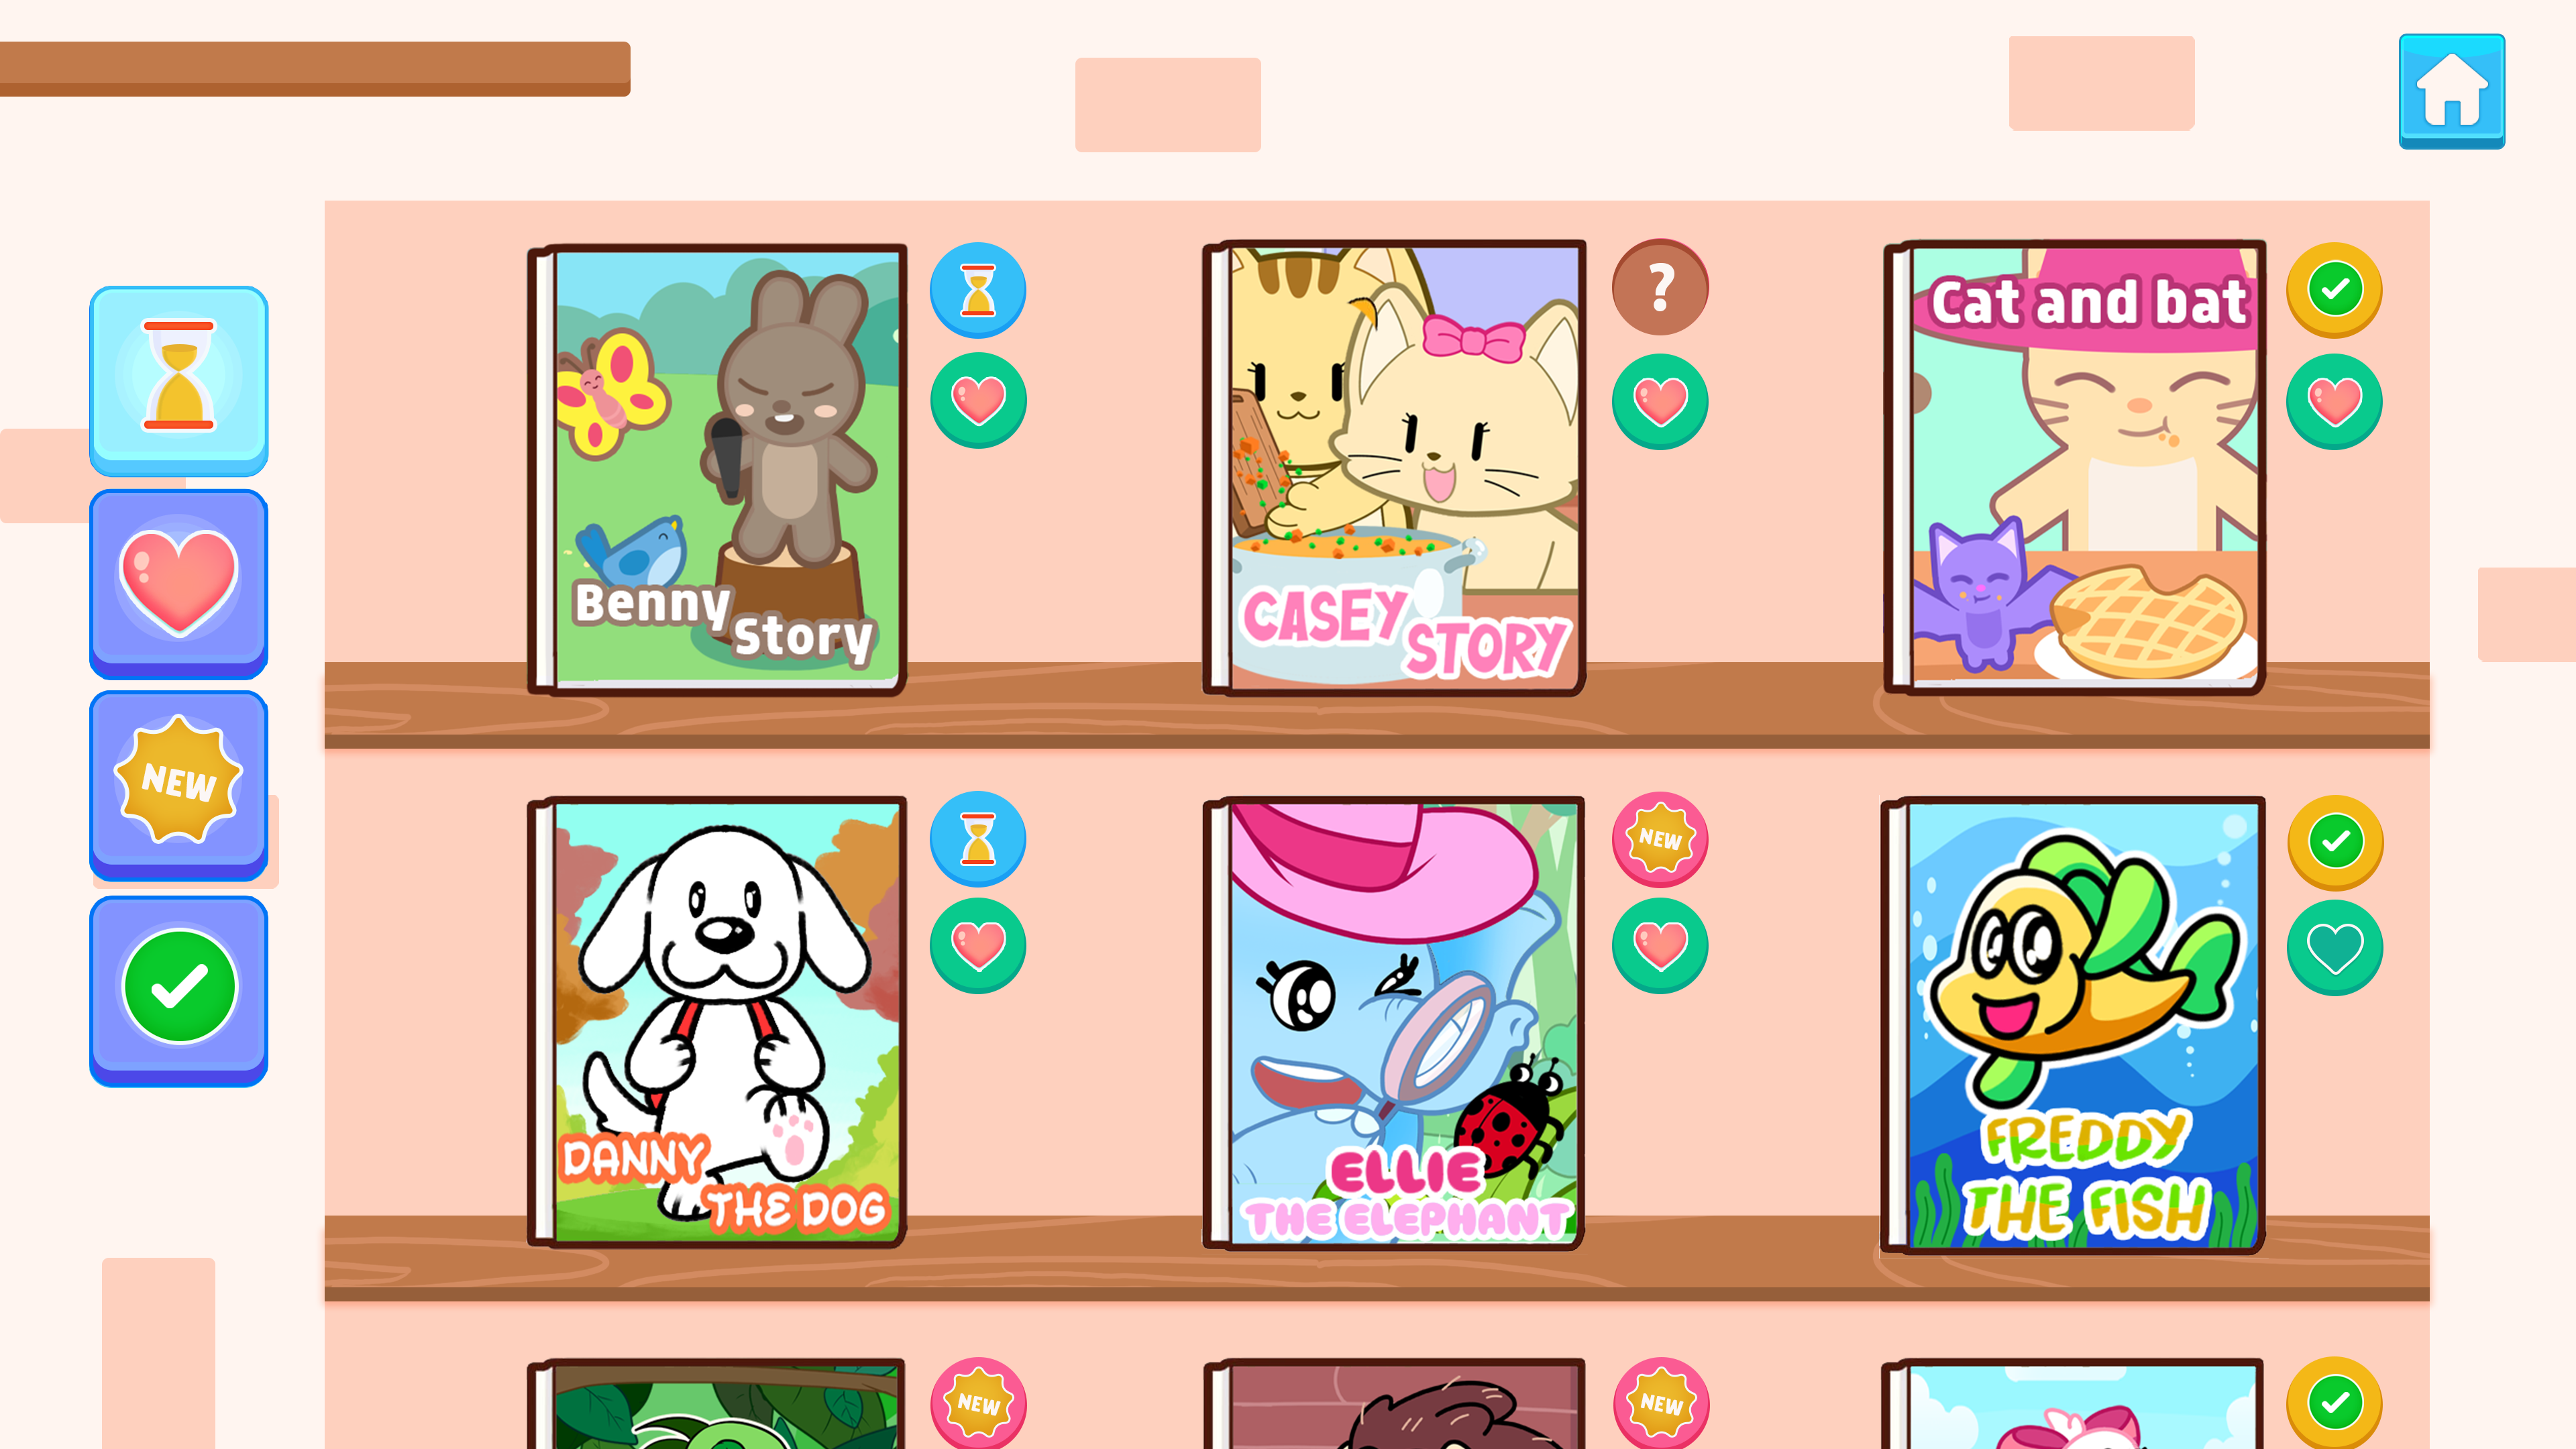 ?
Cat and bat
Benny
Story
CASEY
STORY
NEW
NEW
DANNY
THE DOG
ELLIE
THE ELEPHANT
FREDDY
THE FISH
NEW
NEW